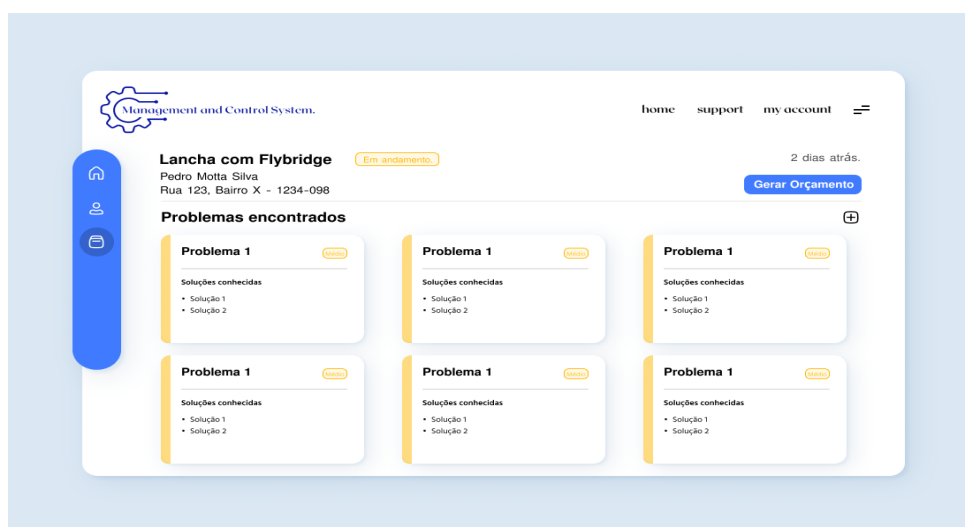 Management and Control System.
home support my account
Lancha com Flybridge Em andamento. 2 dias atrás.
Pedro Motta Silva
Rua 123, Bairro X - 1234-098
Gerar Orçamento
Problemas encontrados
Problema 1 Médio
Soluções conhecidas
• Solução 1
• Solução 2
Problema 1 Médio
Soluções conhecidas
• Solução 1
• Solução 2
Problema 1 Médio
Soluções conhecidas
• Solução 1
• Solução 2
Problema 1 Médio
Soluções conhecidas
• Solução 1
• Solução 2
Problema 1 Médio
Soluções conhecidas
• Solução 1
• Solução 2
Problema 1 Médio
Soluções conhecidas
• Solução 1
• Solução 2